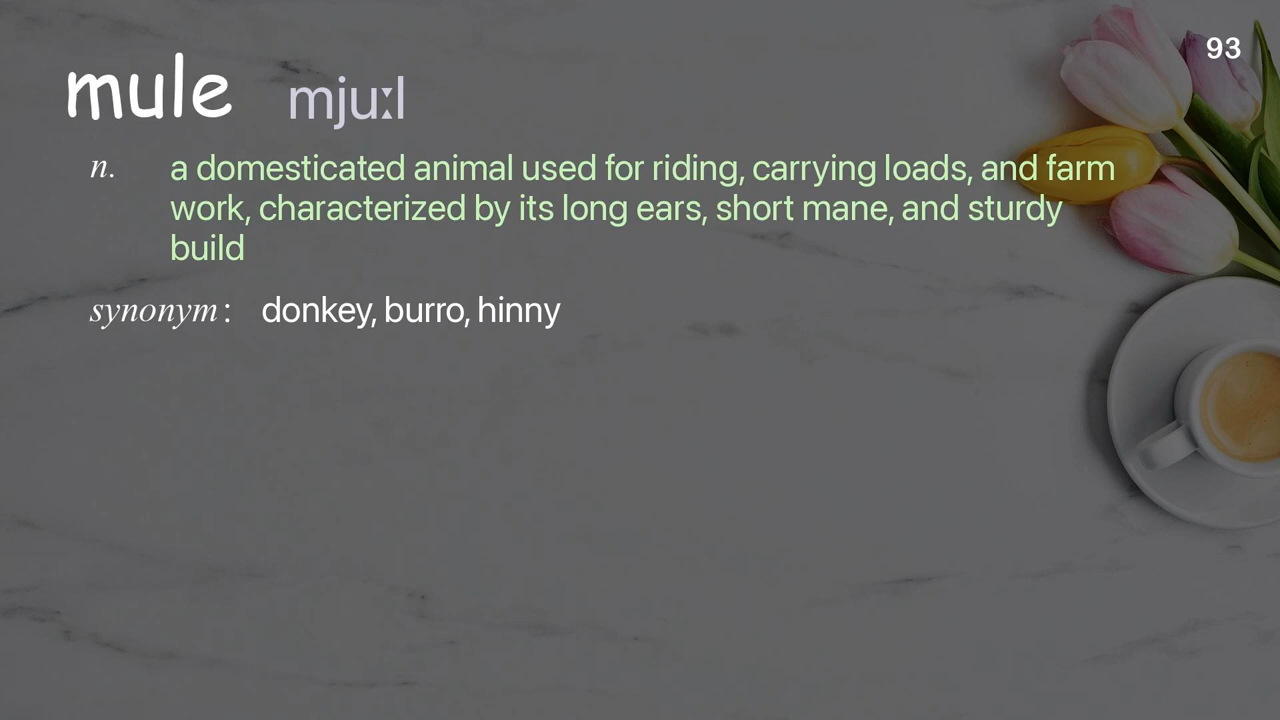 93
mule mjuːl
n. a domesticated animal used for riding, carrying loads, and farm
work, characterized by its long ears, short mane, and sturdy
build
synonym: donkey, burro, hinny